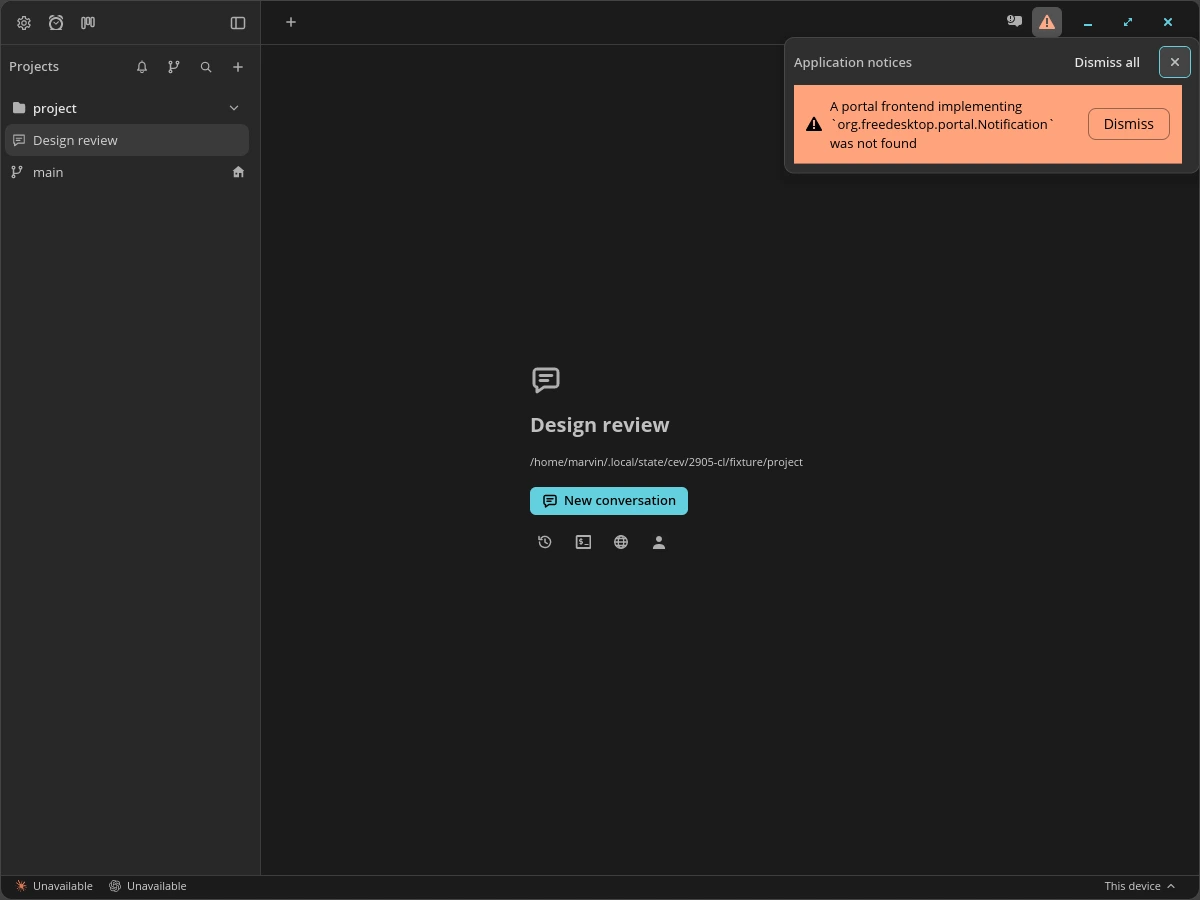 Projects
project
Design review
main
Application notices
Dismiss all
A portal frontend implementing
`org.freedesktop.portal.Notification`
was not found
Dismiss
Design review
/home/marvin/.local/state/cev/2905-cl/fixture/project
New conversation
Unavailable
Unavailable
This device